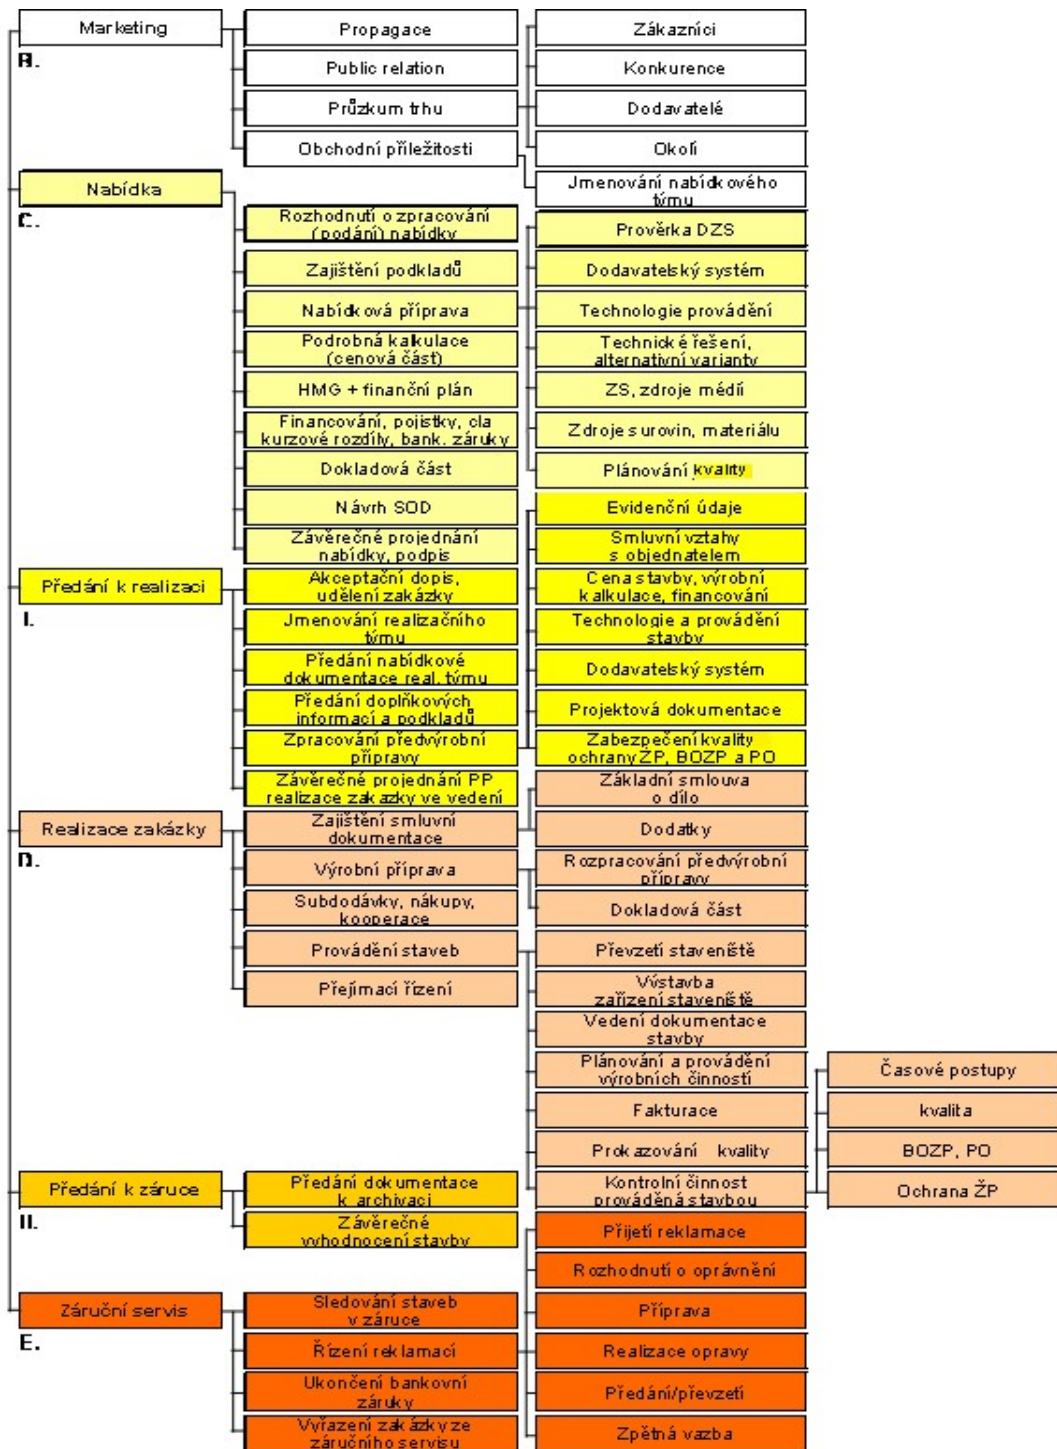 Marketing
B.
Propagace
Public relation
Průzkum trhu
Obchodní příležitosti
Zákazníci
Konkurence
Dodavatelé
Okolí
Jmenování nabídkového
týmu
Nabídka
C.
Rozhodnutí o zpracování
(podání) nabídky
Zajištění podkladů
Nabídková příprava
Podrobná kalkulace
(cenová část)
HMG + finanční plán
Financování, pojistky, cla
kurzové rozdíly, bank. záruky
Dokladová část
Návrh SOD
Závěrečné projednání
nabídky, podpis
Prověrka DZS
Dodavatelský systém
Technologie provádění
Technické řešení,
alternativní varianty
ZS, zdroje médií
Zdroje surovin, materiálu
Plánování kvality
Předání k realizaci
I.
Akceptační dopis,
udělení zakázky
Jmenování realizačního
týmu
Předání nabídkové
dokumentace real. týmu
Předání doplňkových
informací a podkladů
Zpracování předvýrobní
přípravy
Závěrečné projednání PP
realizace zakázky ve vedení
Evidenční údaje
Smluvní vztahy
s objednatelem
Cena stavby, výrobní
kalkulace, financování
Technologie a provádění
stavby
Dodavatelský systém
Projektová dokumentace
Zabezpečení kvality
ochrany ŽP, BOZP a PO
Realizace zakázky
D.
Zajištění smluvní
dokumentace
Výrobní příprava
Subdodávky, nákupy,
kooperace
Provádění staveb
Přejímací řízení
Základní smlouva
o dílo
Dodatky
Rozpracování předvýrobní
přípravy
Dokladová část
Převzetí staveniště
Výstavba
zařízení staveniště
Vedení dokumentace
stavby
Plánování a provádění
výrobních činností
Fakturace
Prokazování kvality
Kontrolní činnost
prováděná stavbou
Časové postupy
kvalita
BOZP, PO
Ochrana ŽP
Předání k záruce
II.
Předání dokumentace
k archivaci
Závěrečné
vyhodnocení stavby
Záruční servis
E.
Sledování staveb
v záruce
Řízení reklamací
Ukončení bankovní
záruky
Vyřazení zakázky ze
záručního servisu
Přijetí reklamace
Rozhodnutí o oprávnění
Příprava
Realizace opravy
Předání/převzetí
Zpětná vazba